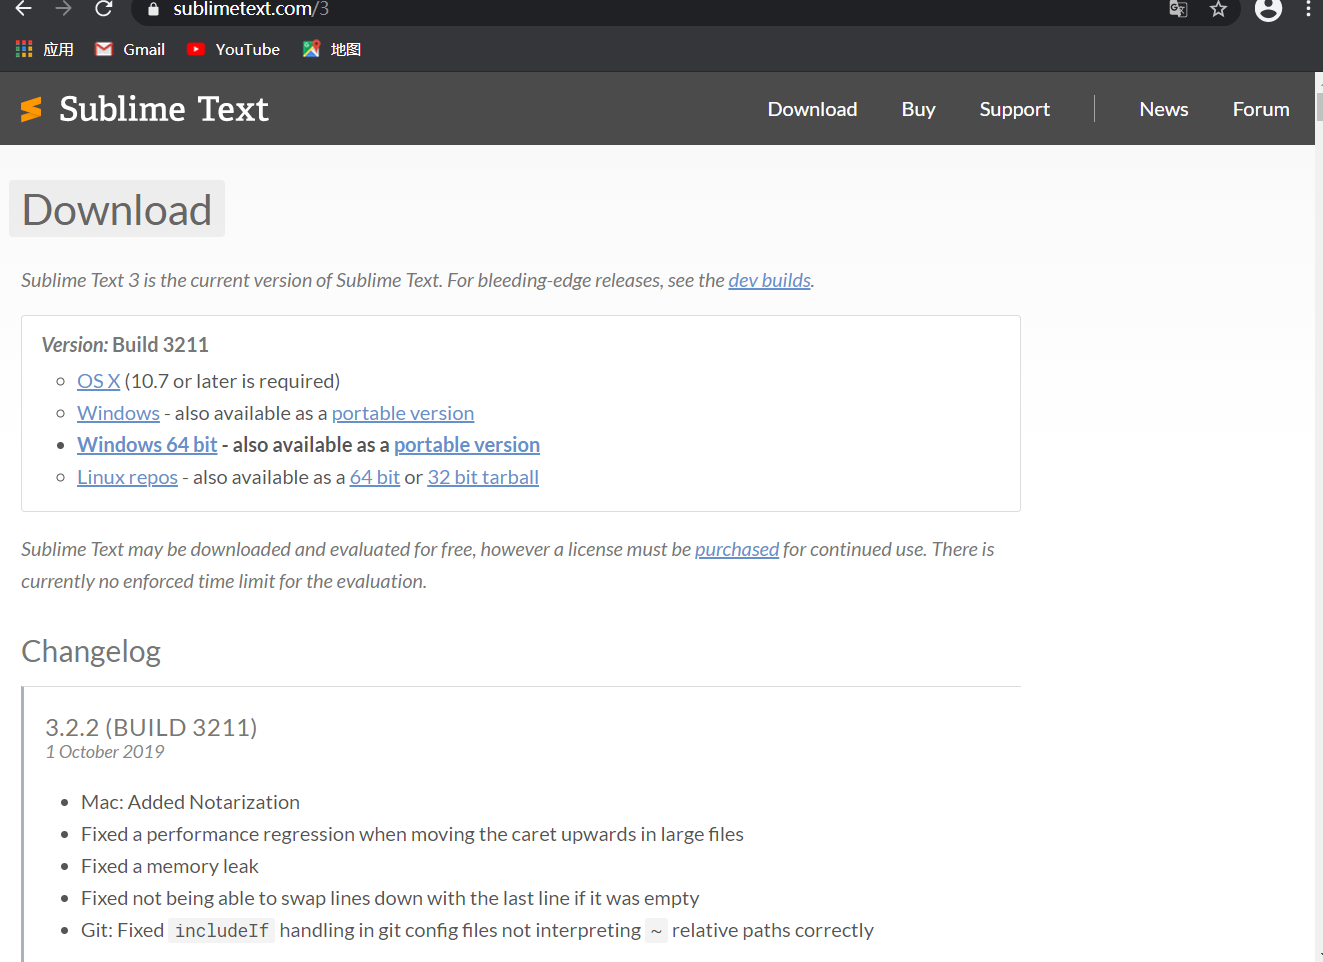 sublimetext.com/3
应用 Gmail YouTube 地图
Sublime Text Download Buy Support News Forum
Download
Sublime Text 3 is the current version of Sublime Text. For bleeding-edge releases, see the dev builds.
Version: Build 3211
OS X (10.7 or later is required)
Windows - also available as a portable version
Windows 64 bit - also available as a portable version
Linux repos - also available as a 64 bit or 32 bit tarball
Sublime Text may be downloaded and evaluated for free, however a license must be purchased for continued use. There is
currently no enforced time limit for the evaluation.
Changelog
3.2.2 (BUILD 3211)
1 October 2019
Mac: Added Notarization
Fixed a performance regression when moving the caret upwards in large files
Fixed a memory leak
Fixed not being able to swap lines down with the last line if it was empty
Git: Fixed includeIf handling in git config files not interpreting ~ relative paths correctly